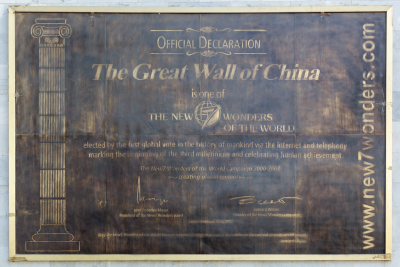 OFFICIAL DECLARATION
The Great Wall of China
is one of
THE NEW 7 WONDERS
OF THE WORLD
elected by the first global vote in the history of mankind via the internet and telephony
marking the beginning of the third millennium and celebrating human achievement
www.new7wonders.com